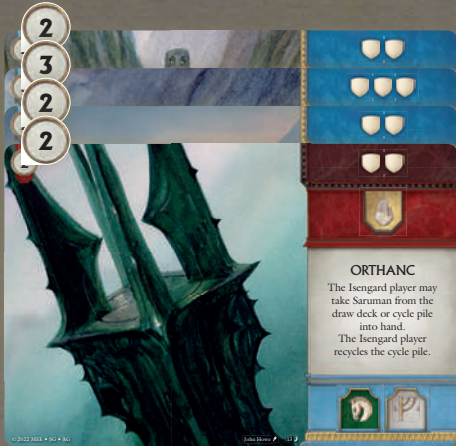 2
3
2
2
ORTHANC
The Isengard player may
take Saruman from the
draw deck or cycle pile
into hand.
The Isengard player
recycles the cycle pile.
©2022 MEE • SG • AG
John Howe
13